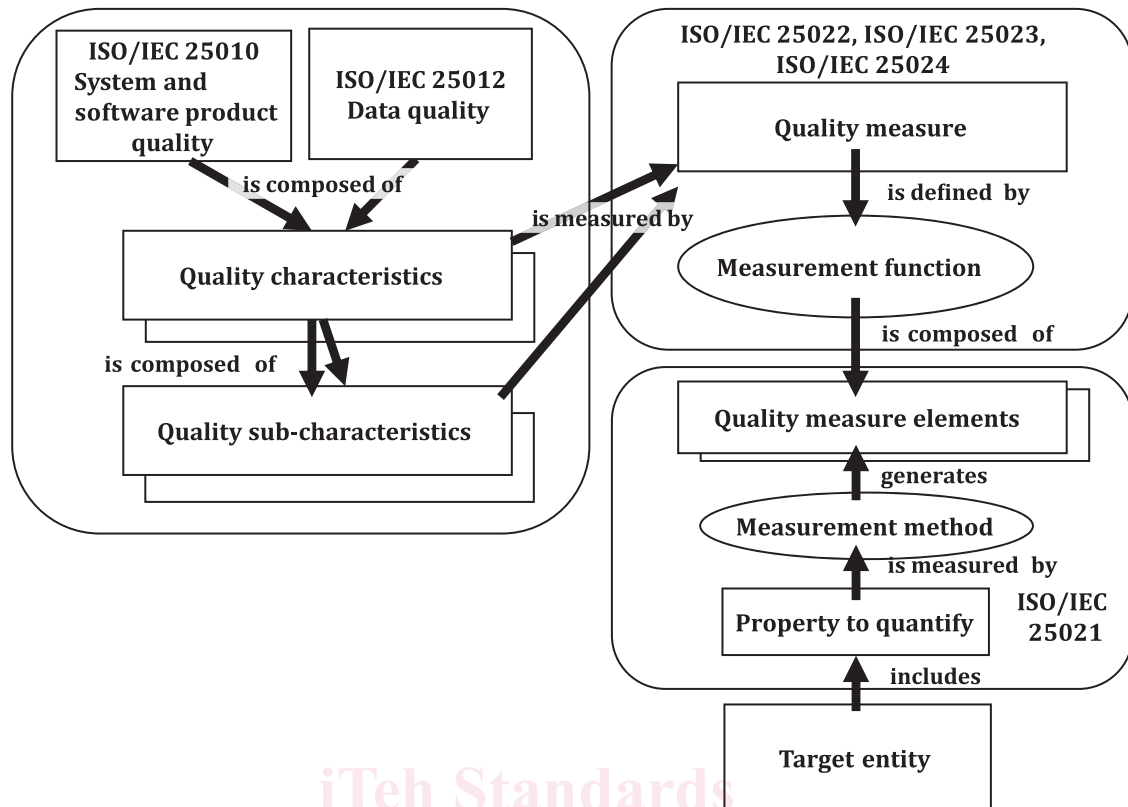 ISO/IEC 25010
System and
software product
quality
ISO/IEC 25012
Data quality
is composed of
Quality characteristics
is composed of
Quality sub-characteristics
is measured by
ISO/IEC 25022, ISO/IEC 25023,
ISO/IEC 25024
Quality measure
is defined by
Measurement function
is composed of
Quality measure elements
generates
Measurement method
is measured by
Property to quantify
ISO/IEC
25021
includes
Target entity
iTeh Standards